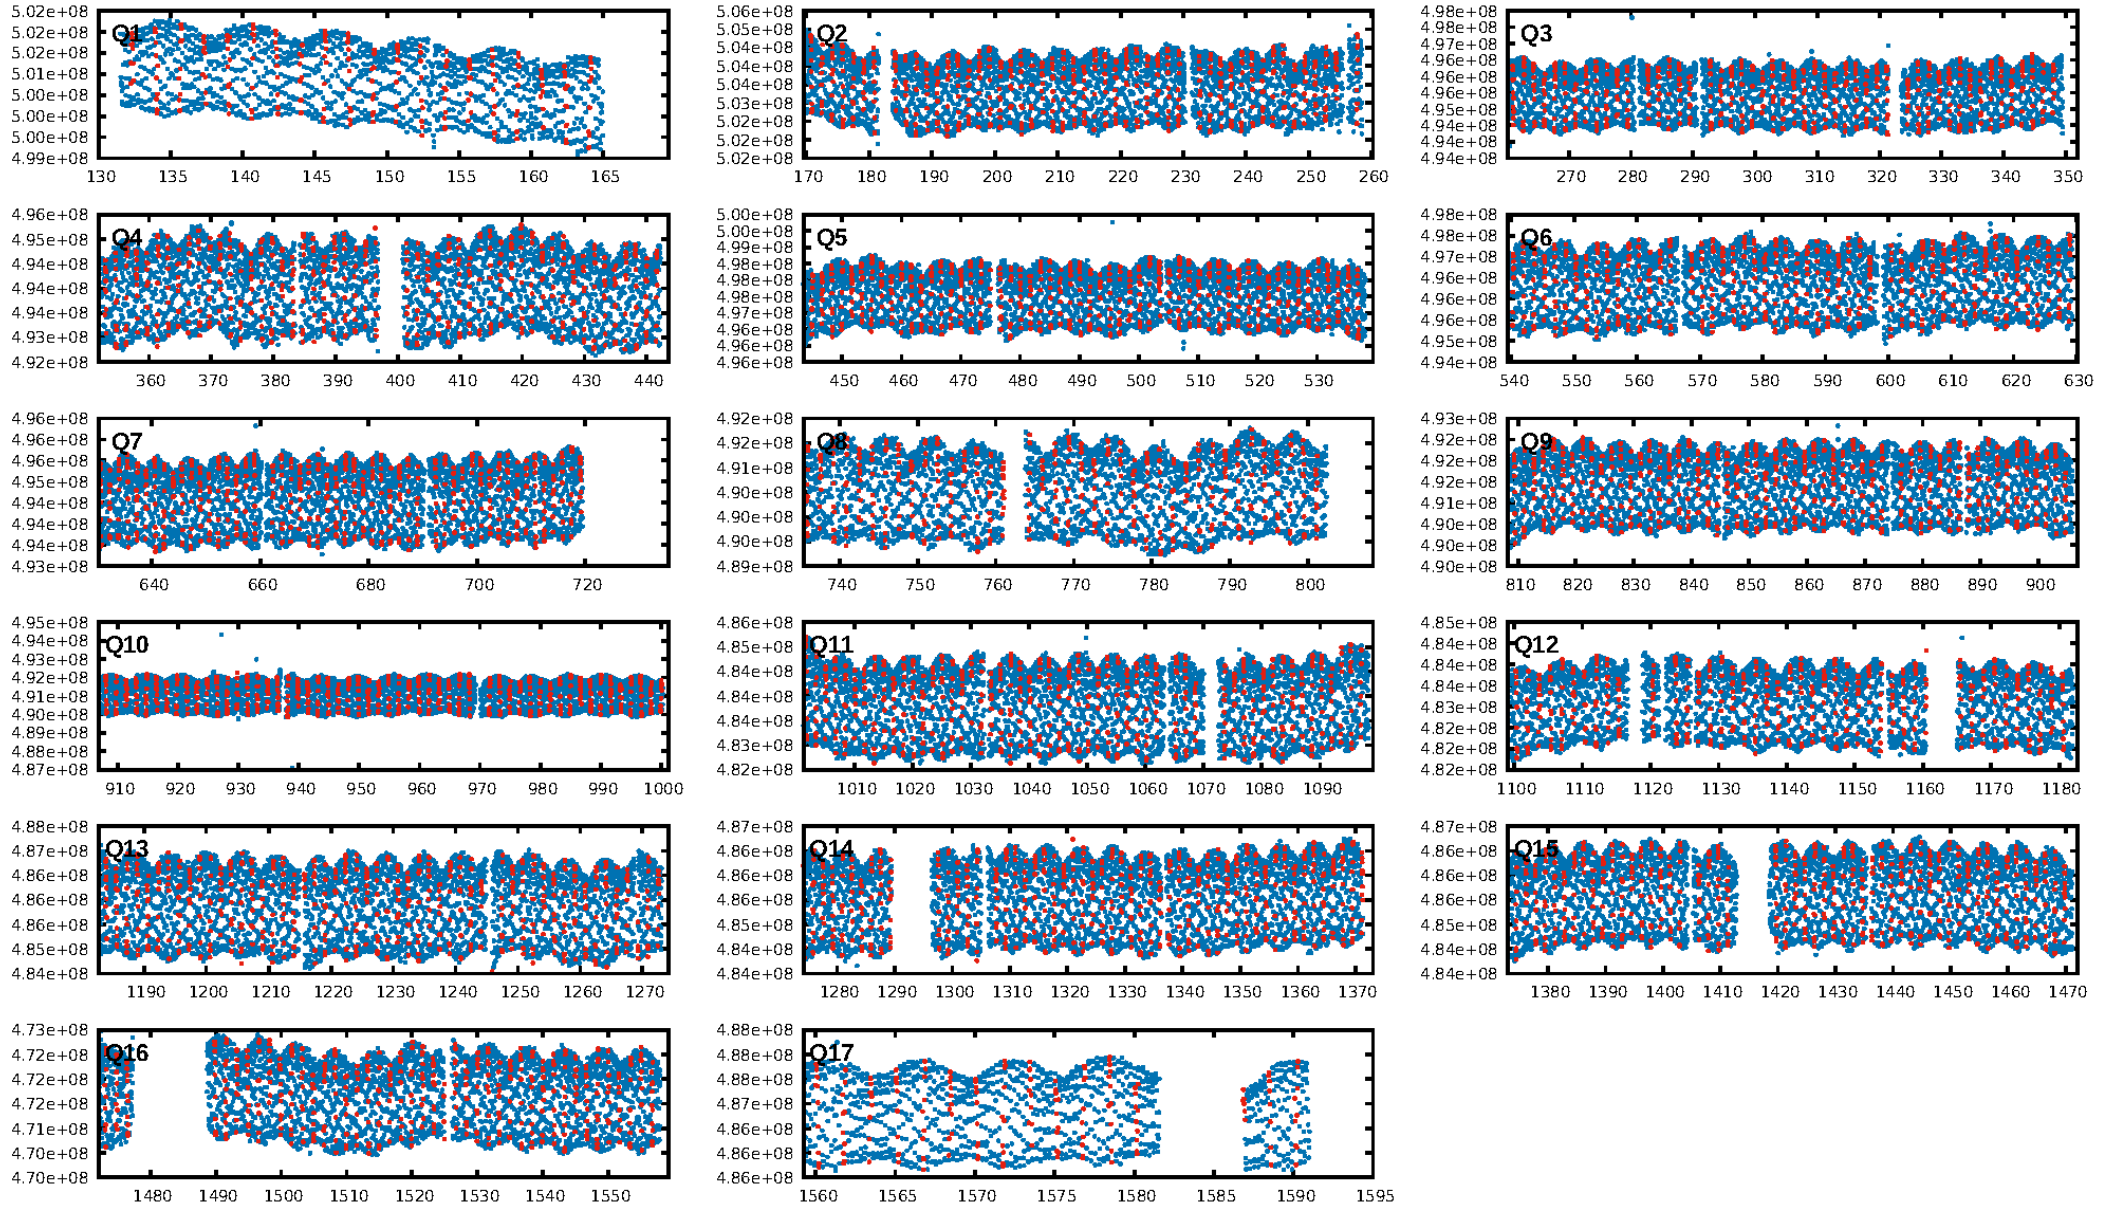 5.02e+08 5.02e+08 5.02e+08 5.01e+08 5.00e+08 5.00e+08 5.00e+08 4.99e+08
Q1
130 135 140 145 150 155 160 165
5.06e+08 5.05e+08 5.04e+08 5.04e+08 5.04e+08 5.03e+08 5.02e+08 5.02e+08 5.02e+08
Q2
170 180 190 200 210 220 230 240 250 260
4.98e+08 4.98e+08 4.97e+08 4.96e+08 4.96e+08 4.96e+08 4.95e+08 4.94e+08 4.94e+08 4.94e+08
Q3
270 280 290 300 310 320 330 340 350
4.96e+08 4.95e+08 4.94e+08 4.94e+08 4.94e+08 4.93e+08 4.92e+08
Q4
360 370 380 390 400 410 420 430 440
5.00e+08 5.00e+08 4.99e+08 4.98e+08 4.98e+08 4.98e+08 4.97e+08 4.96e+08 4.96e+08 4.96e+08
Q5
450 460 470 480 490 500 510 520 530
4.98e+08 4.98e+08 4.97e+08 4.96e+08 4.96e+08 4.96e+08 4.95e+08 4.94e+08
Q6
540 550 560 570 580 590 600 610 620 630
4.96e+08 4.96e+08 4.96e+08 4.95e+08 4.94e+08 4.94e+08 4.94e+08 4.93e+08
Q7
640 660 680 700 720
4.92e+08 4.92e+08 4.91e+08 4.90e+08 4.90e+08 4.90e+08 4.89e+08
Q8
740 750 760 770 780 790 800
4.93e+08 4.92e+08 4.92e+08 4.92e+08 4.91e+08 4.90e+08 4.90e+08 4.90e+08
Q9
810 820 830 840 850 860 870 880 890 900
4.95e+08 4.94e+08 4.93e+08 4.92e+08 4.91e+08 4.90e+08 4.89e+08 4.88e+08 4.87e+08
Q10
910 920 930 940 950 960 970 980 990 1000
4.86e+08 4.85e+08 4.84e+08 4.84e+08 4.84e+08 4.83e+08 4.82e+08
Q11
1010 1020 1030 1040 1050 1060 1070 1080 1090
4.85e+08 4.84e+08 4.84e+08 4.84e+08 4.83e+08 4.82e+08 4.82e+08 4.82e+08
Q12
1100 1110 1120 1130 1140 1150 1160 1170 1180
4.88e+08 4.87e+08 4.86e+08 4.86e+08 4.86e+08 4.85e+08 4.84e+08
Q13
1190 1200 1210 1220 1230 1240 1250 1260 1270
4.87e+08 4.86e+08 4.86e+08 4.86e+08 4.85e+08 4.84e+08 4.84e+08
Q14
1280 1290 1300 1310 1320 1330 1340 1350 1360 1370
4.87e+08 4.86e+08 4.86e+08 4.86e+08 4.85e+08 4.84e+08 4.84e+08
Q15
1380 1390 1400 1410 1420 1430 1440 1450 1460 1470
4.73e+08 4.72e+08 4.72e+08 4.72e+08 4.71e+08 4.70e+08 4.70e+08
Q16
1480 1490 1500 1510 1520 1530 1540 1550
4.88e+08 4.88e+08 4.88e+08 4.87e+08 4.86e+08 4.86e+08 4.86e+08
Q17
1560 1565 1570 1575 1580 1585 1590 1595